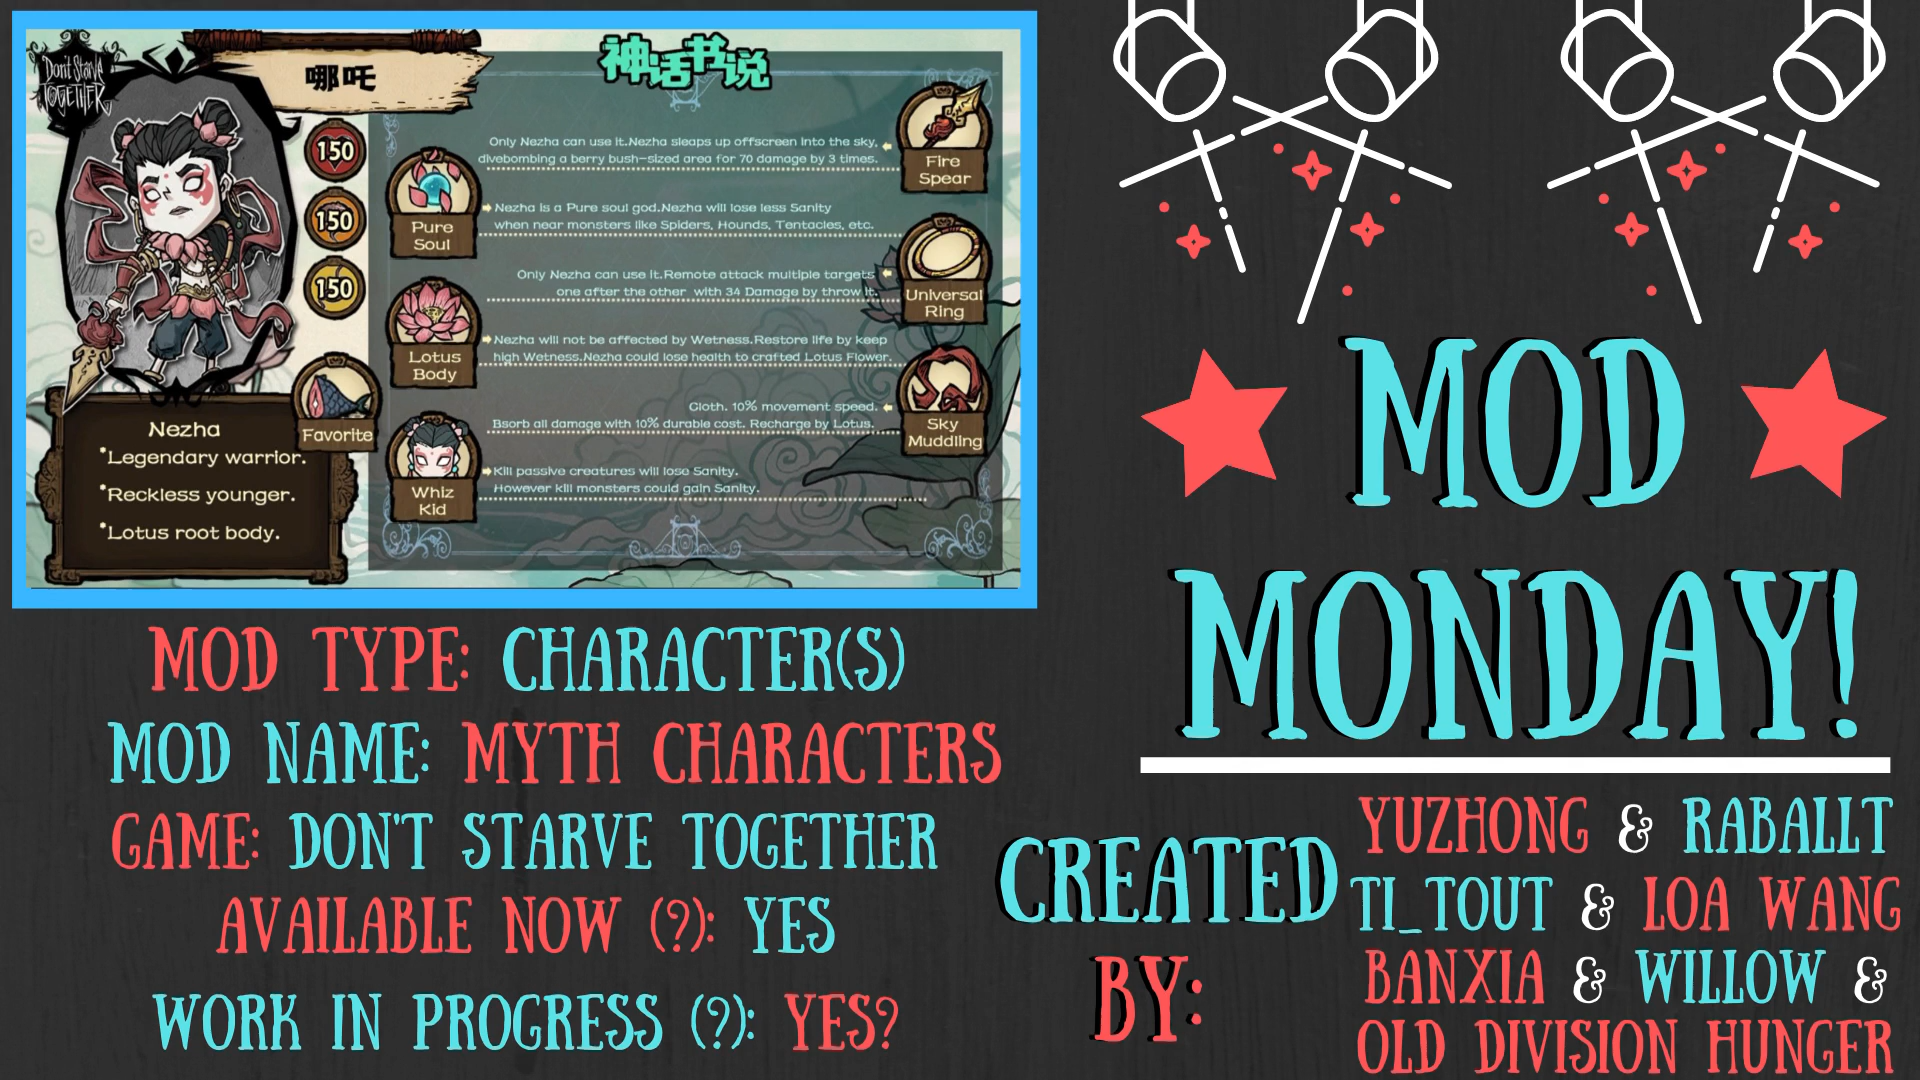 Don't Starve
TOGETHER
哪吒
神话书说
150
150
150
Only Nezha can use it.Nezha sleaps up offscreen into the sky,
divebombing a berry bush-sized area for 70 damage by 3 times.
Fire
Spear
Pure
Soul
Nezha is a Pure soul god.Nezha will lose less Sanity
when near monsters like Spiders, Hounds, Tentacles, etc.
Only Nezha can use it.Remote attack multiple targets
one after the other with 34 Damage by throw it.
Universal
Ring
Lotus
Body
Nezha will not be affected by Wetness.Restore life by keep
high Wetness.Nezha could lose health to crafted Lotus Flower.
Cloth. 10% movement speed.
Bsorb all damage with 10% durable cost. Recharge by Lotus.
Sky
Muddling
Whiz
Kid
Kill passive creatures will lose Sanity.
However kill monsters could gain Sanity.
Favorite
Nezha
*Legendary warrior.
*Reckless younger.
*Lotus root body.
MOD
MONDAY!
MOD TYPE: CHARACTER(S)
MOD NAME: MYTH CHARACTERS
GAME: DON'T STARVE TOGETHER
AVAILABLE NOW (?): YES
WORK IN PROGRESS (?): YES?
CREATED
BY:
YUZHONG & RABALLT
TI_TOUT & LOA WANG
BANXIA & WILLOW &
OLD DIVISION HUNGER